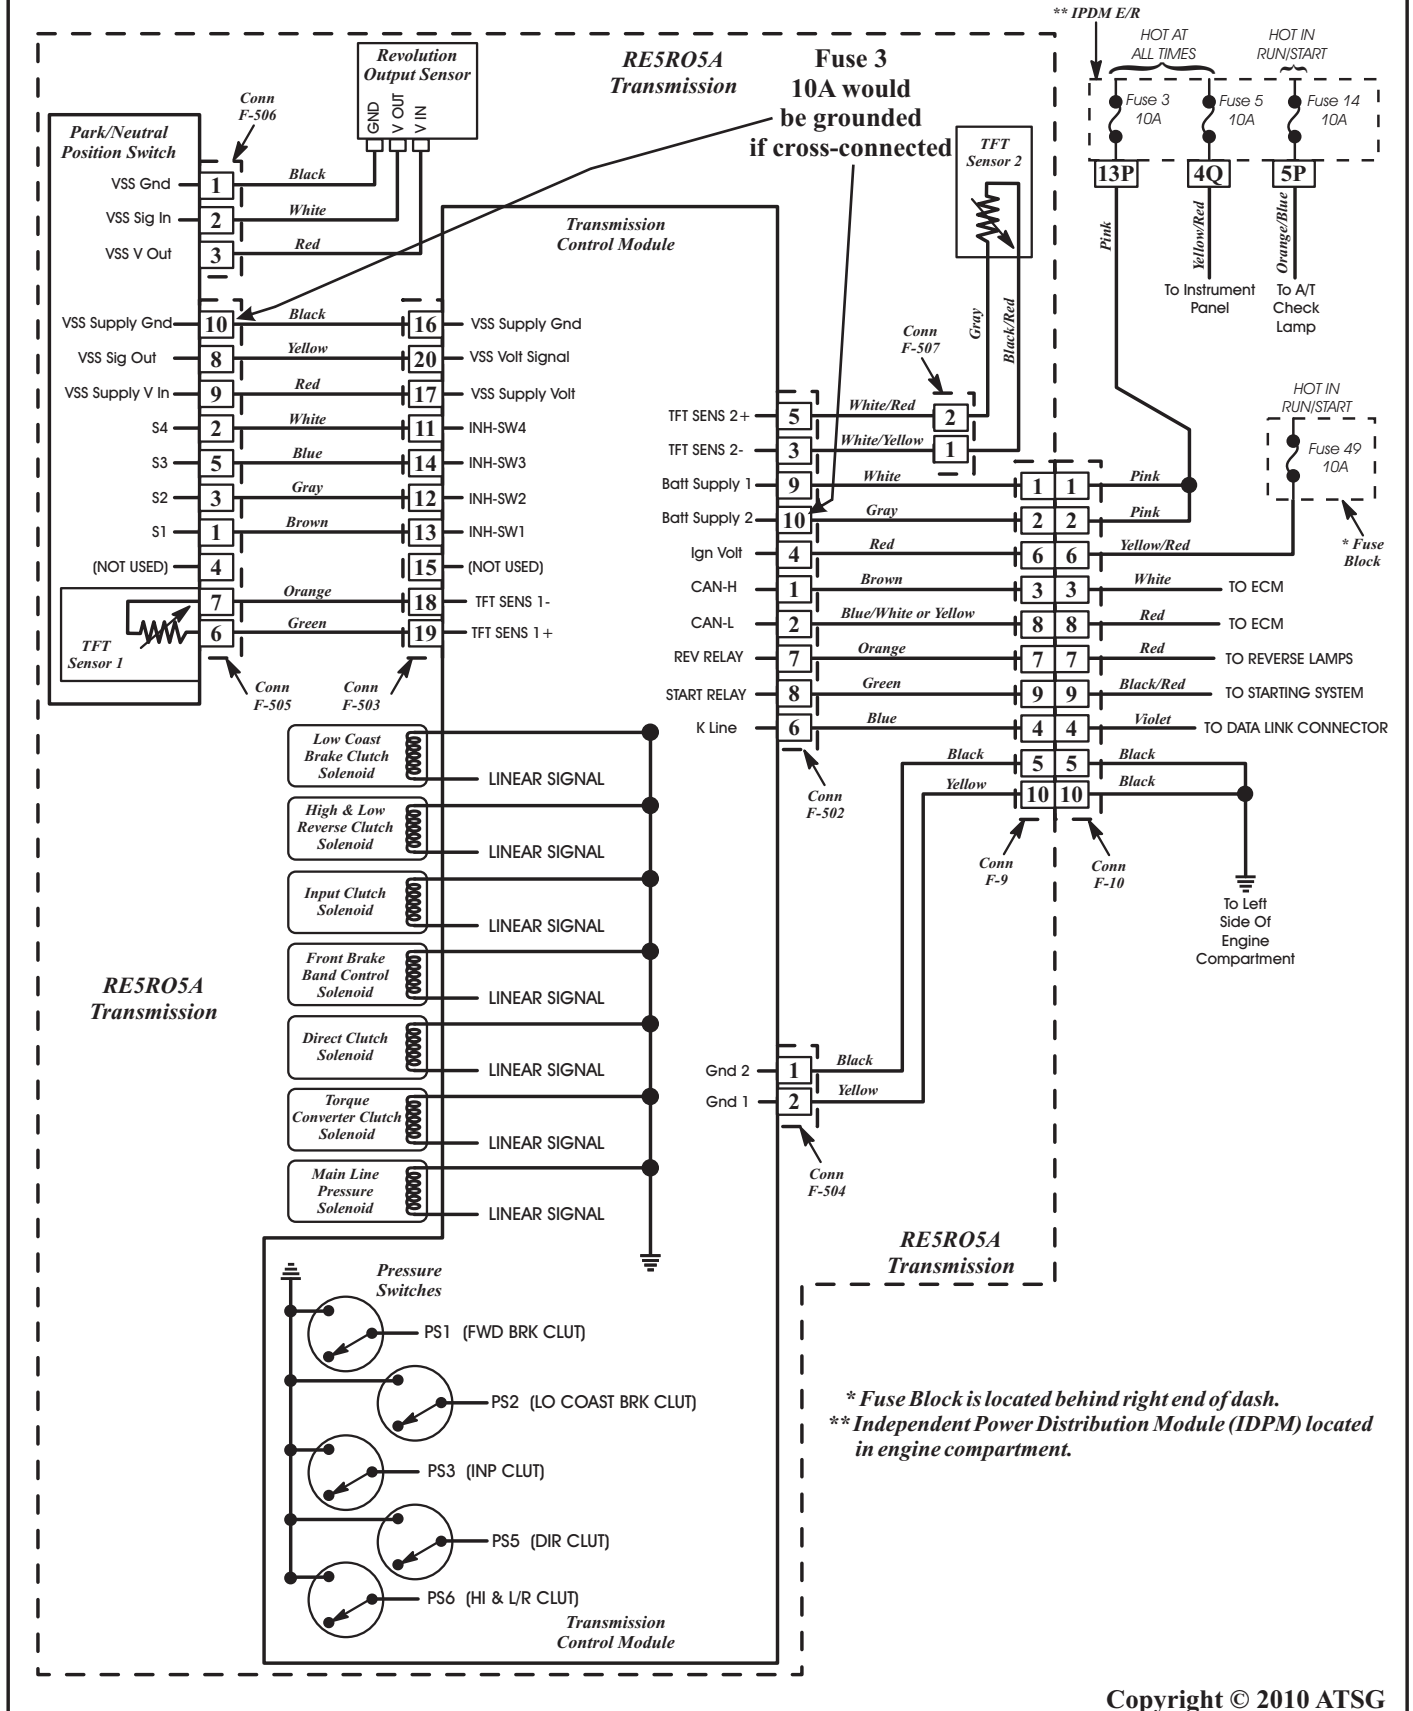 ** IPDM E/R
HOT AT
ALL TIMES
HOT IN
RUN/START
Fuse 3
10A
Fuse 5
10A
Fuse 14
10A
13P
4Q
5P
Pink
Yellow/Red
Orange/Blue
To Instrument
Panel
To A/T
Check
Lamp
RE5RO5A
Transmission
Fuse 3
10A would
be grounded
if cross-connected
Revolution
Output Sensor
GND
V OUT
V IN
Conn
F-506
Park/Neutral
Position Switch
VSS Gnd
1
Black
VSS Sig In
2
White
VSS V Out
3
Red
TFT
Sensor 2
Gray
Black/Red
Conn
F-507
Transmission
Control Module
VSS Supply Gnd
10
Black
16
VSS Supply Gnd
VSS Sig Out
8
Yellow
20
VSS Volt Signal
VSS Supply V In
9
Red
17
VSS Supply Volt
S4
2
White
11
INH-SW4
S3
5
Blue
14
INH-SW3
S2
3
Gray
12
INH-SW2
S1
1
Brown
13
INH-SW1
(NOT USED)
4
15
(NOT USED)
7
Orange
18
TFT SENS 1-
6
Green
19
TFT SENS 1+
TFT
Sensor 1
Conn
F-505
Conn
F-503
TFT SENS 2+
5
White/Red
2
TFT SENS 2-
3
White/Yellow
1
Batt Supply 1
9
White
1
1
Pink
Batt Supply 2
10
Gray
2
2
Pink
Ign Volt
4
Red
6
6
Yellow/Red
CAN-H
1
Brown
3
3
White
TO ECM
CAN-L
2
Blue/White or Yellow
8
8
Red
TO ECM
REV RELAY
7
Orange
7
7
Red
TO REVERSE LAMPS
START RELAY
8
Green
9
9
Black/Red
TO STARTING SYSTEM
K Line
6
Blue
4
4
Violet
TO DATA LINK CONNECTOR
Black
5
5
Black
Yellow
10
10
Black
HOT IN
RUN/START
Fuse 49
10A
* Fuse
Block
Conn
F-502
Conn
F-9
Conn
F-10
To Left
Side Of
Engine
Compartment
Low Coast
Brake Clutch
Solenoid
LINEAR SIGNAL
High & Low
Reverse Clutch
Solenoid
LINEAR SIGNAL
Input Clutch
Solenoid
LINEAR SIGNAL
Front Brake
Band Control
Solenoid
LINEAR SIGNAL
Direct Clutch
Solenoid
LINEAR SIGNAL
Torque
Converter Clutch
Solenoid
LINEAR SIGNAL
Main Line
Pressure
Solenoid
LINEAR SIGNAL
RE5RO5A
Transmission
Gnd 2
1
Black
Gnd 1
2
Yellow
Conn
F-504
RE5RO5A
Transmission
Pressure
Switches
PS1 (FWD BRK CLUT)
PS2 (LO COAST BRK CLUT)
PS3 (INP CLUT)
PS5 (DIR CLUT)
PS6 (HI & L/R CLUT)
Transmission
Control Module
* Fuse Block is located behind right end of dash.
** Independent Power Distribution Module (IDPM) located
in engine compartment.
Copyright © 2010 ATSG